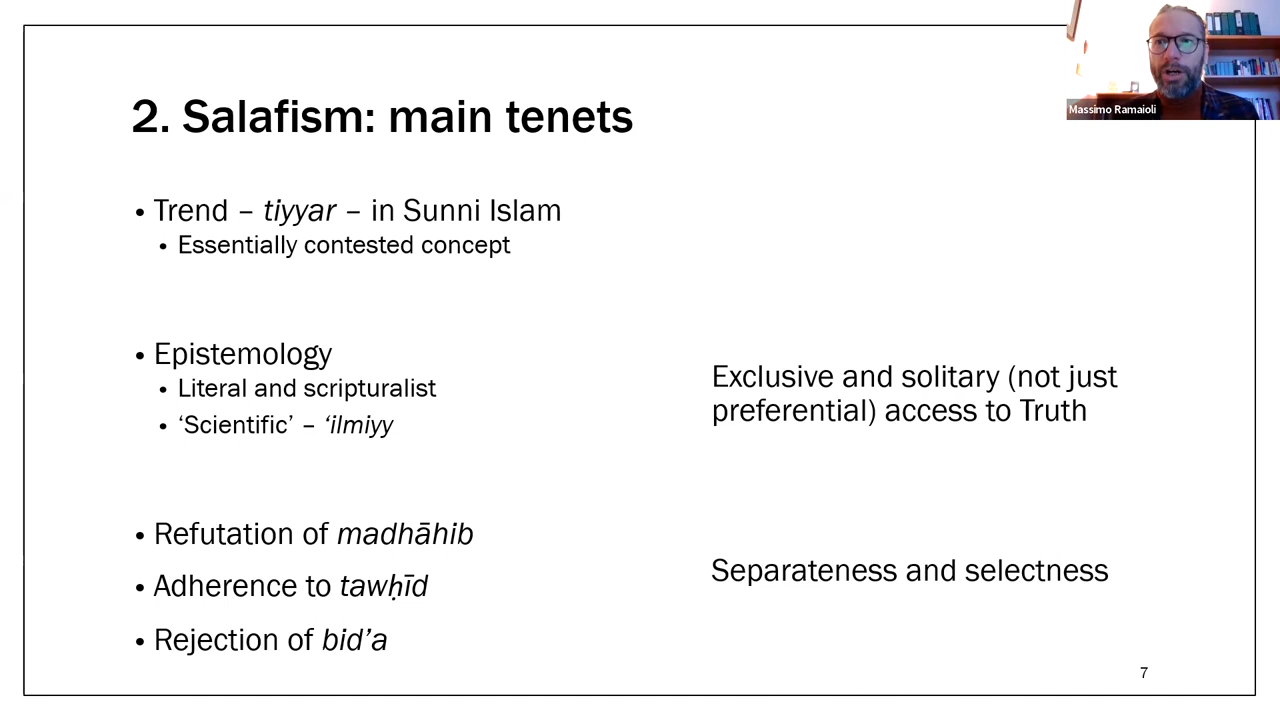 Massimo Ramaioli
2. Salafism: main tenets
• Trend – tiyyar – in Sunni Islam
• Essentially contested concept
• Epistemology
• Literal and scripturalist
• ‘Scientific’ – ‘ilmiyy
Exclusive and solitary (not just
preferential) access to Truth
• Refutation of madhāhib
• Adherence to tawḥīd
• Rejection of bid’a
Separateness and selectness
7